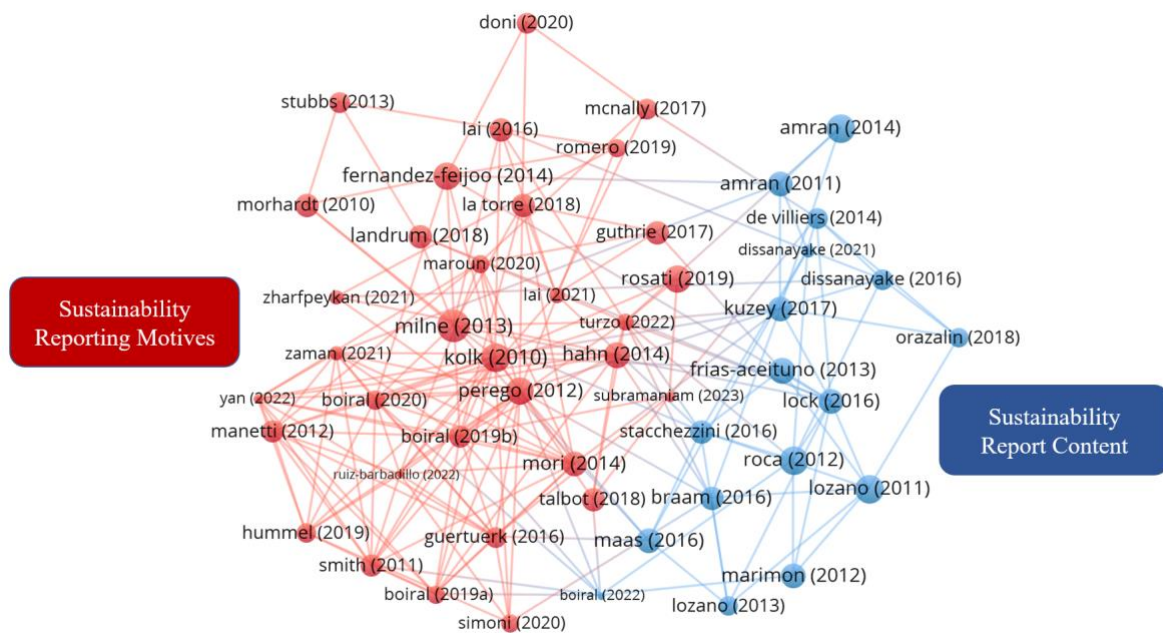 doni (2020)
stubbs (2013)
mcnally (2017)
lai (2016)
amran (2014)
romero (2019)
fernandez-feijoo (2014)
amran (2011)
morhardt (2010)
la torre (2018)
de villiers (2014)
landrum (2018)
guthrie (2017)
dissanayake (2021)
maroun (2020)
rosati (2019)
dissanayake (2016)
zharfpeykan (2021)
lai (2021)
kuzey (2017)
Sustainability
Reporting Motives
milne (2013)
turzo (2022)
orazalin (2018)
zaman (2021)
kolk (2010)
hahn (2014)
frias-aceituno (2013)
perego (2012)
yan (2022)
boiral (2020)
subramaniam (2023)
lock (2016)
manetti (2012)
boiral (2019b)
stacchezzini (2016)
Sustainability
Report Content
mori (2014)
roca (2012)
ruiz-barbadillo (2022)
lozano (2011)
talbot (2018)
braam (2016)
hummel (2019)
guertuerk (2016)
maas (2016)
smith (2011)
marimon (2012)
boiral (2019a)
boiral (2022)
lozano (2013)
simoni (2020)